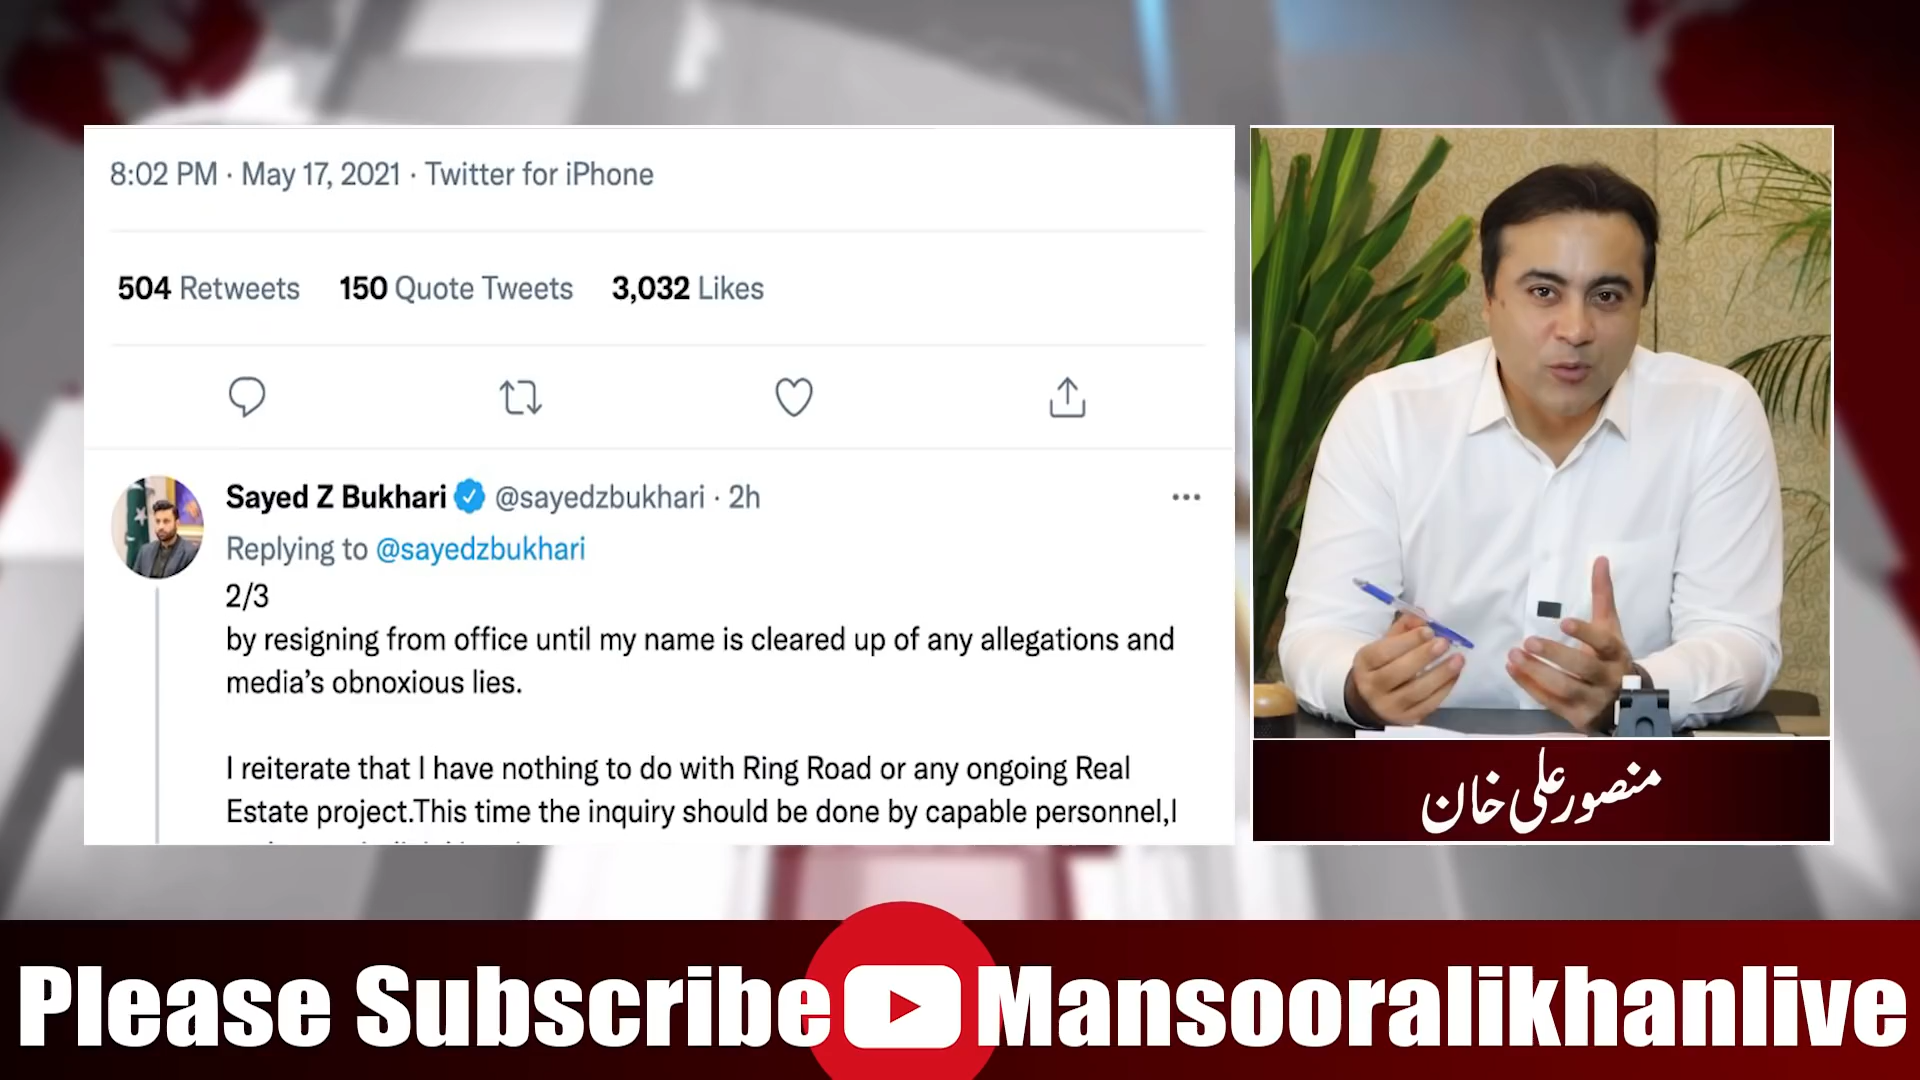 8:02 PM · May 17, 2021 · Twitter for iPhone
504 Retweets 150 Quote Tweets 3,032 Likes
Sayed Z Bukhari @sayedzbukhari · 2h
Replying to @sayedzbukhari
2/3
by resigning from office until my name is cleared up of any allegations and
media's obnoxious lies.
I reiterate that I have nothing to do with Ring Road or any ongoing Real
Estate project.This time the inquiry should be done by capable personnel,I
منصور علی خان
Please Subscribe Mansooralikhanlive